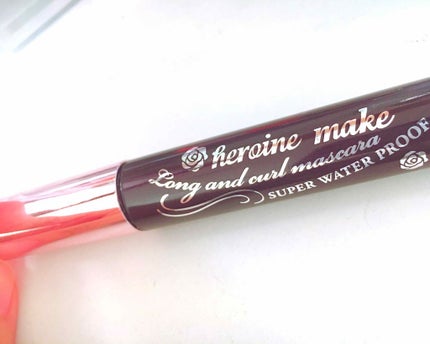 heroine make
Long and curl mascara
SUPER WATER PROOF